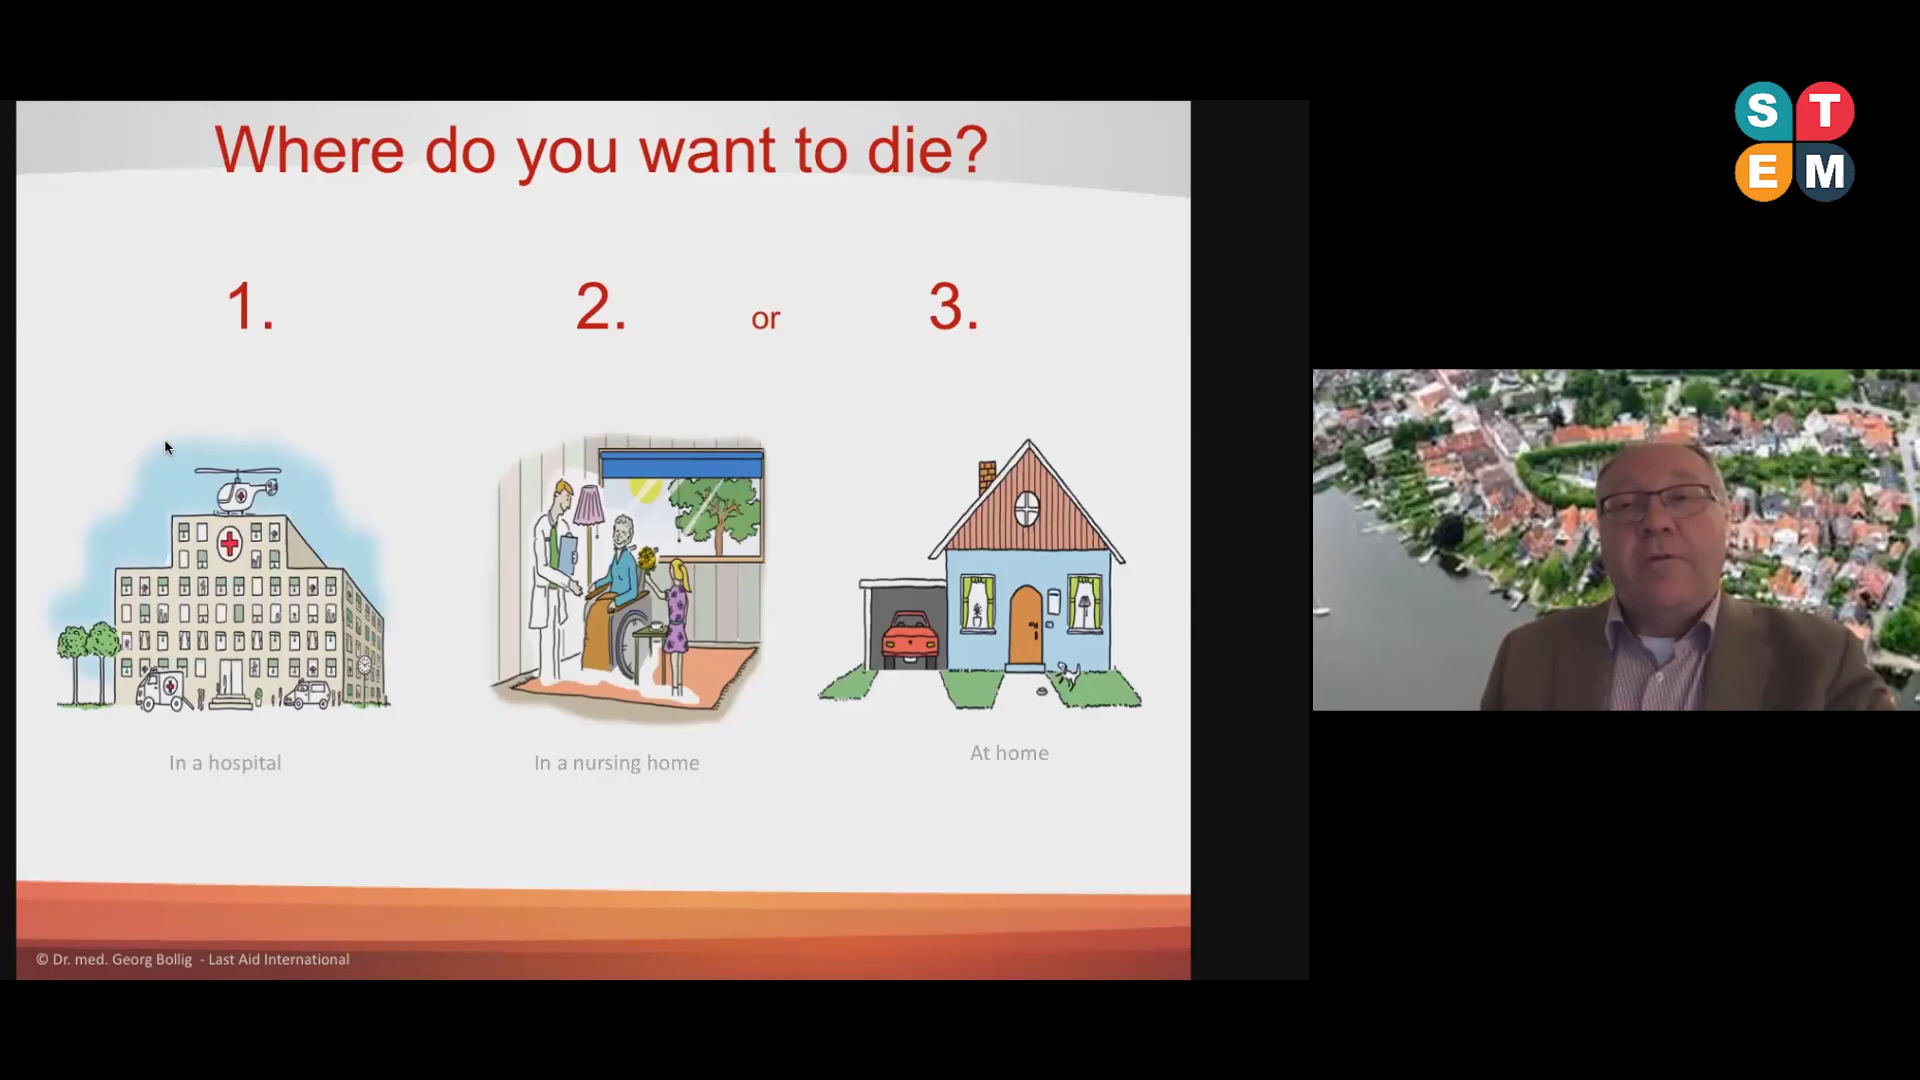 Where do you want to die?
1. 2. or 3.
In a hospital
In a nursing home
At home
© Dr. med. Georg Bollig - Last Aid International
S T
E M